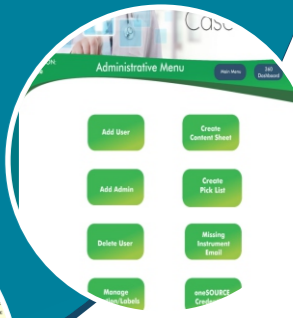 Case
Administrative Menu
Main Menu
360
Dashboard
Add User
Create
Content Sheet
Add Admin
Create
Pick List
Delete User
Missing
Instrument
Email
Manage
oneSOURCE